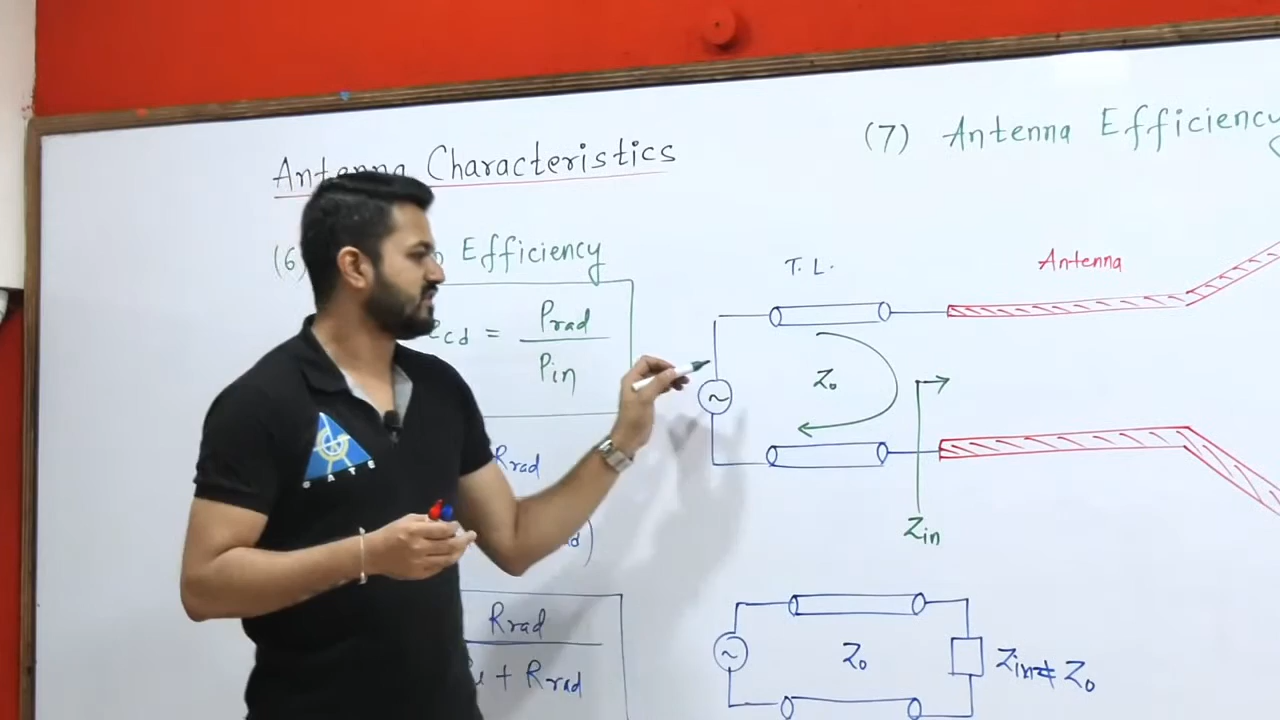 Antenna Characteristics
(6) Efficiency
ecd = Prad / Pin
Rrad
Rrad
+ Rrad
(7) Antenna Efficiency
T. L.
Antenna
~
Z₀
Zin
~
Z₀
Zin ≠ Z₀
GATE